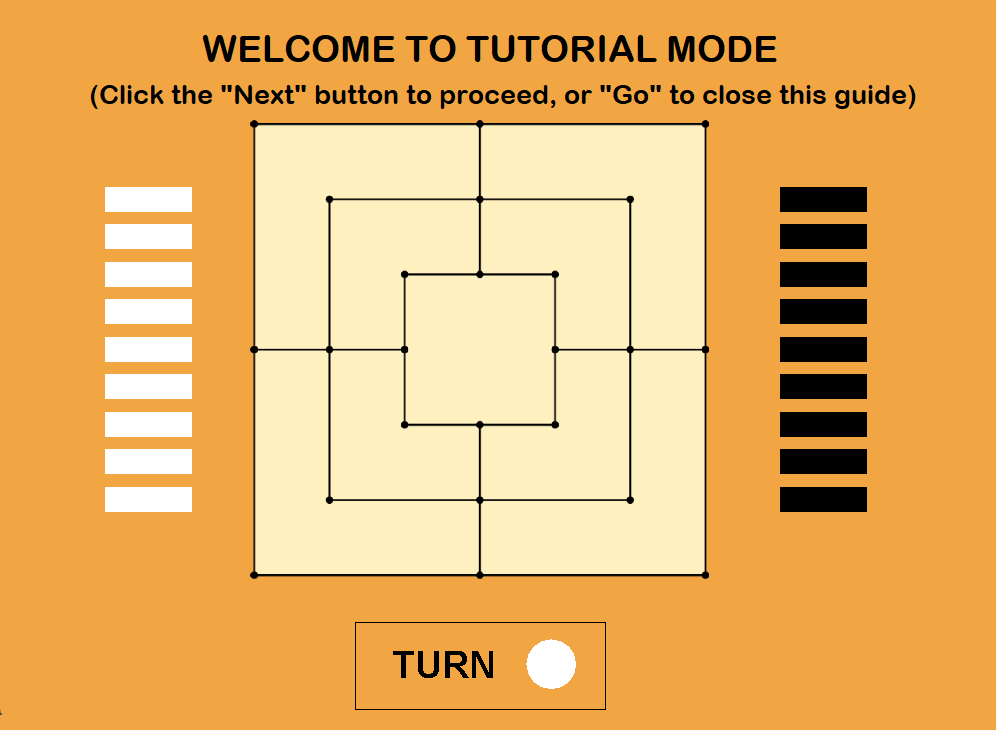 WELCOME TO TUTORIAL MODE
(Click the "Next" button to proceed, or "Go" to close this guide)
TURN